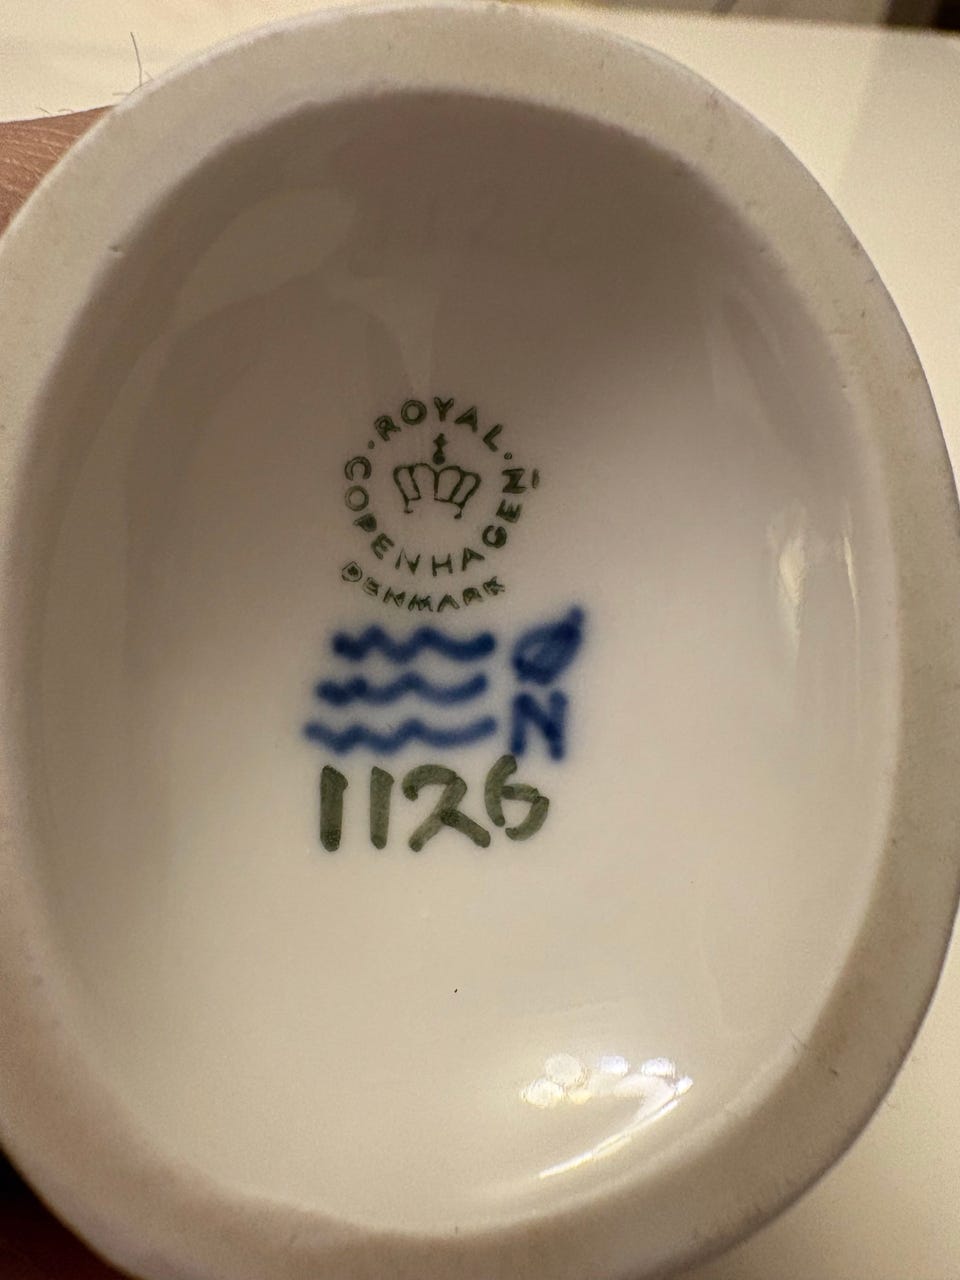 ROYAL
COPENHAGEN
DENMARK
N
1126